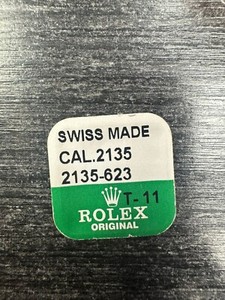 SWISS MADE
CAL.2135
2135-623
T-11
ROLEX
ORIGINAL